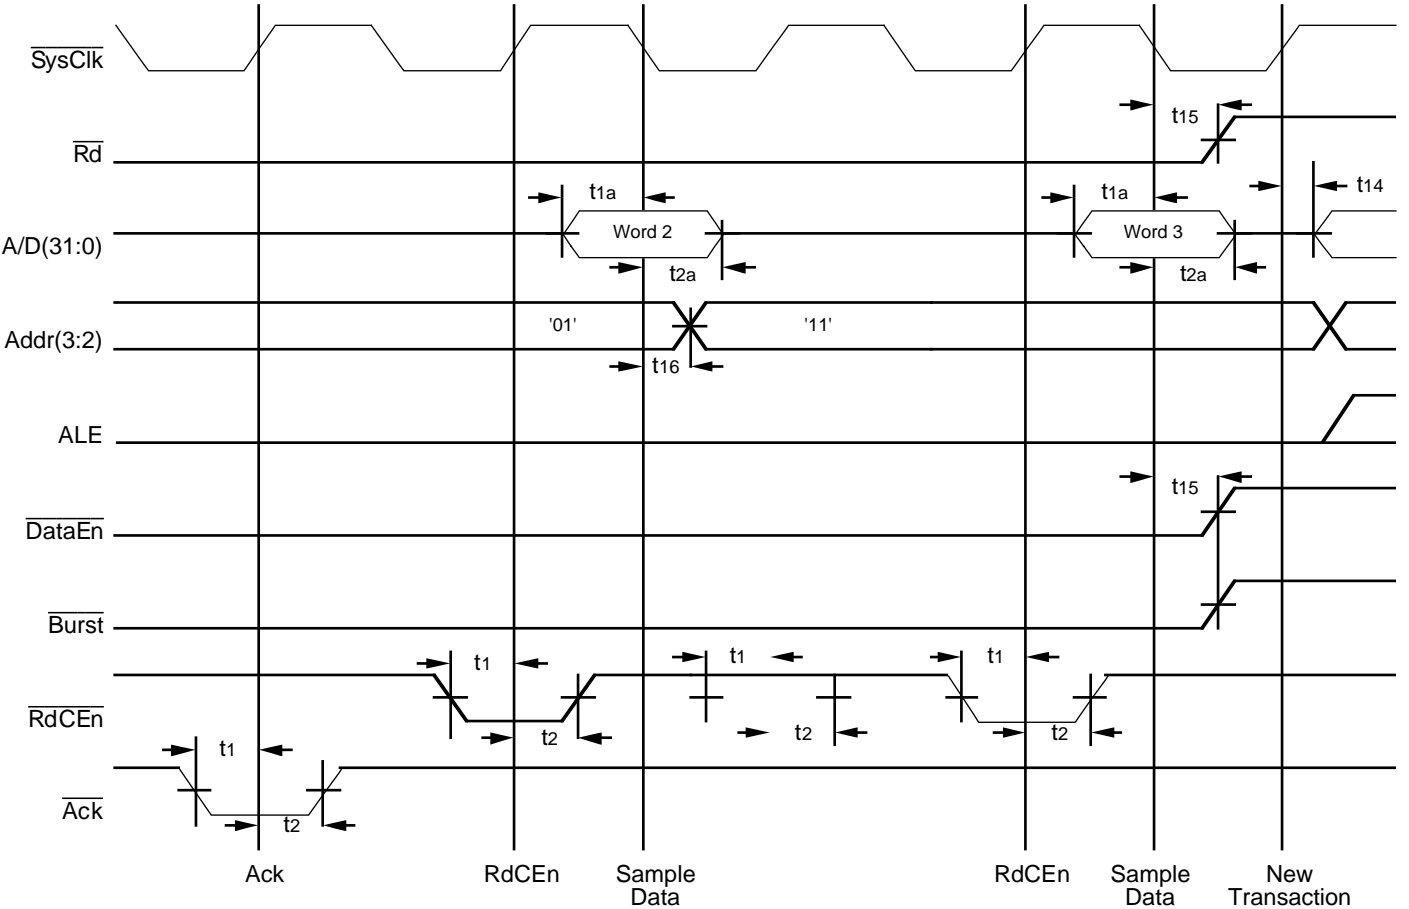 SysClk
t15
Rd
t1a
t1a
t14
A/D(31:0)
Word 2
Word 3
t2a
t2a
'01'
'11'
Addr(3:2)
t16
ALE
t15
DataEn
Burst
t1
t1
t1
RdCEn
t2
t2
t2
t1
Ack
t2
Ack
RdCEn
Sample
Data
RdCEn
Sample
Data
New
Transaction